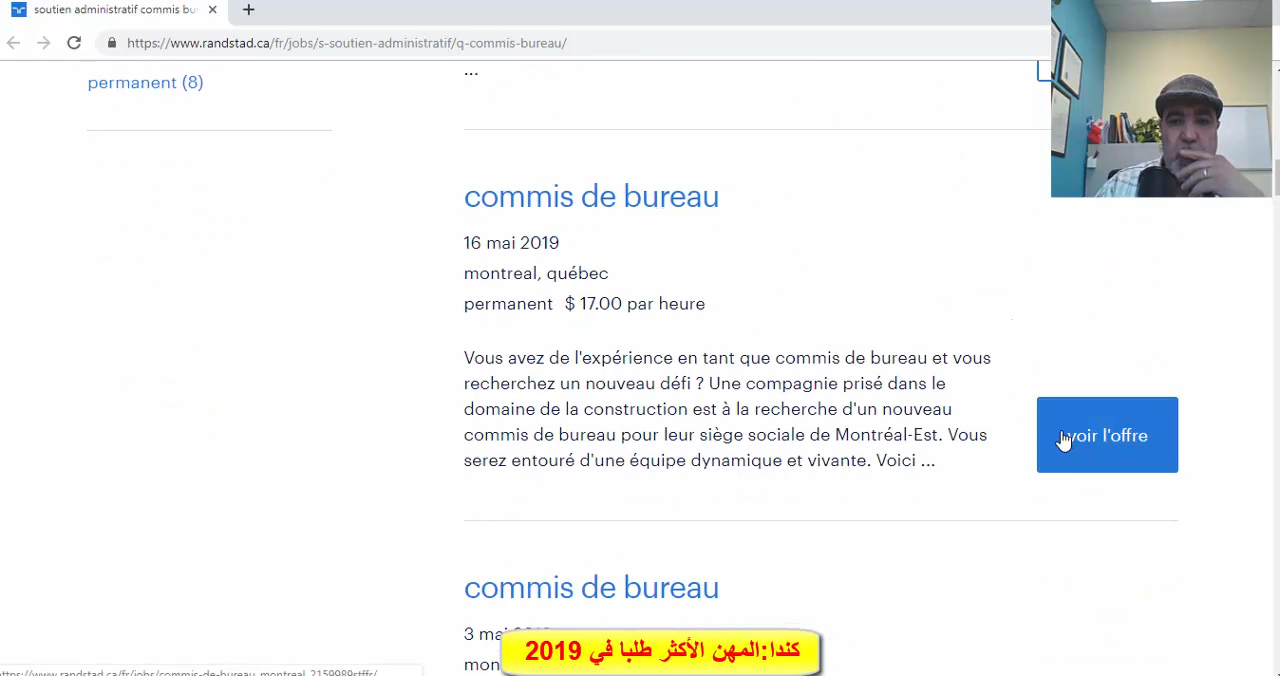 soutien administratif commis bu
https://www.randstad.ca/fr/jobs/s-soutien-administratif/q-commis-bureau/
permanent (8)
...
commis de bureau
16 mai 2019
montreal, québec
permanent $ 17.00 par heure
Vous avez de l'expérience en tant que commis de bureau et vous
recherchez un nouveau défi ? Une compagnie prisé dans le
domaine de la construction est à la recherche d'un nouveau
commis de bureau pour leur siège sociale de Montréal-Est. Vous
serez entouré d'une équipe dynamique et vivante. Voici ...
voir l'offre
commis de bureau
3 mai
كندا:المهن الأكثر طلبا في 2019